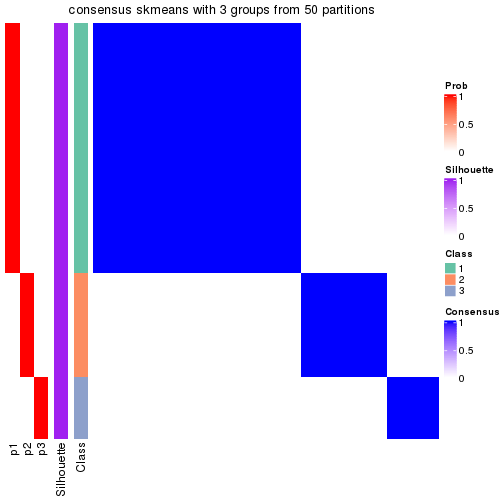 consensus skmeans with 3 groups from 50 partitions
Prob
1
0.5
0
Silhouette
1
0.5
0
Class
1
2
3
Consensus
1
0.5
0
p1
p2
p3
Silhouette
Class